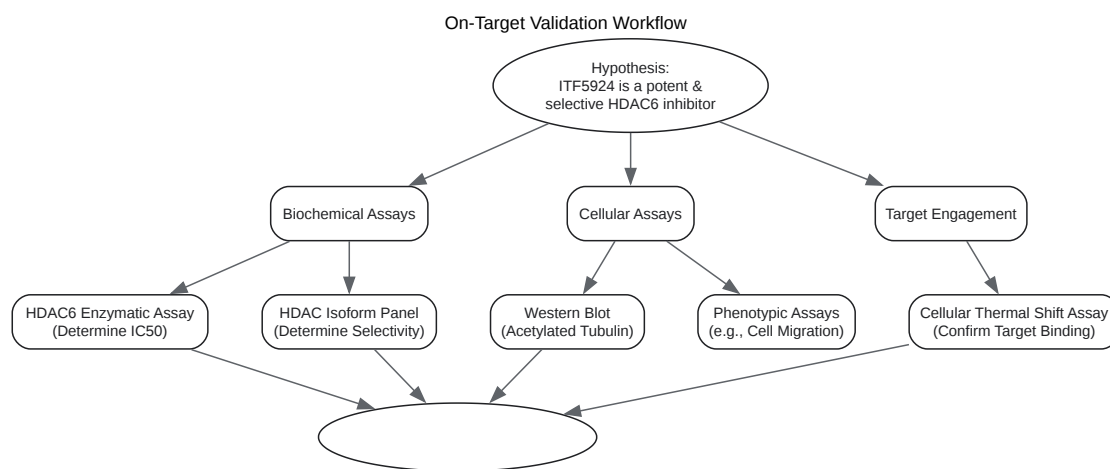 On-Target Validation Workflow
Hypothesis:
ITF5924 is a potent &
selective HDAC6 inhibitor
Biochemical Assays
Cellular Assays
Target Engagement
HDAC6 Enzymatic Assay
(Determine IC50)
HDAC Isoform Panel
(Determine Selectivity)
Western Blot
(Acetylated Tubulin)
Phenotypic Assays
(e.g., Cell Migration)
Cellular Thermal Shift Assay
(Confirm Target Binding)